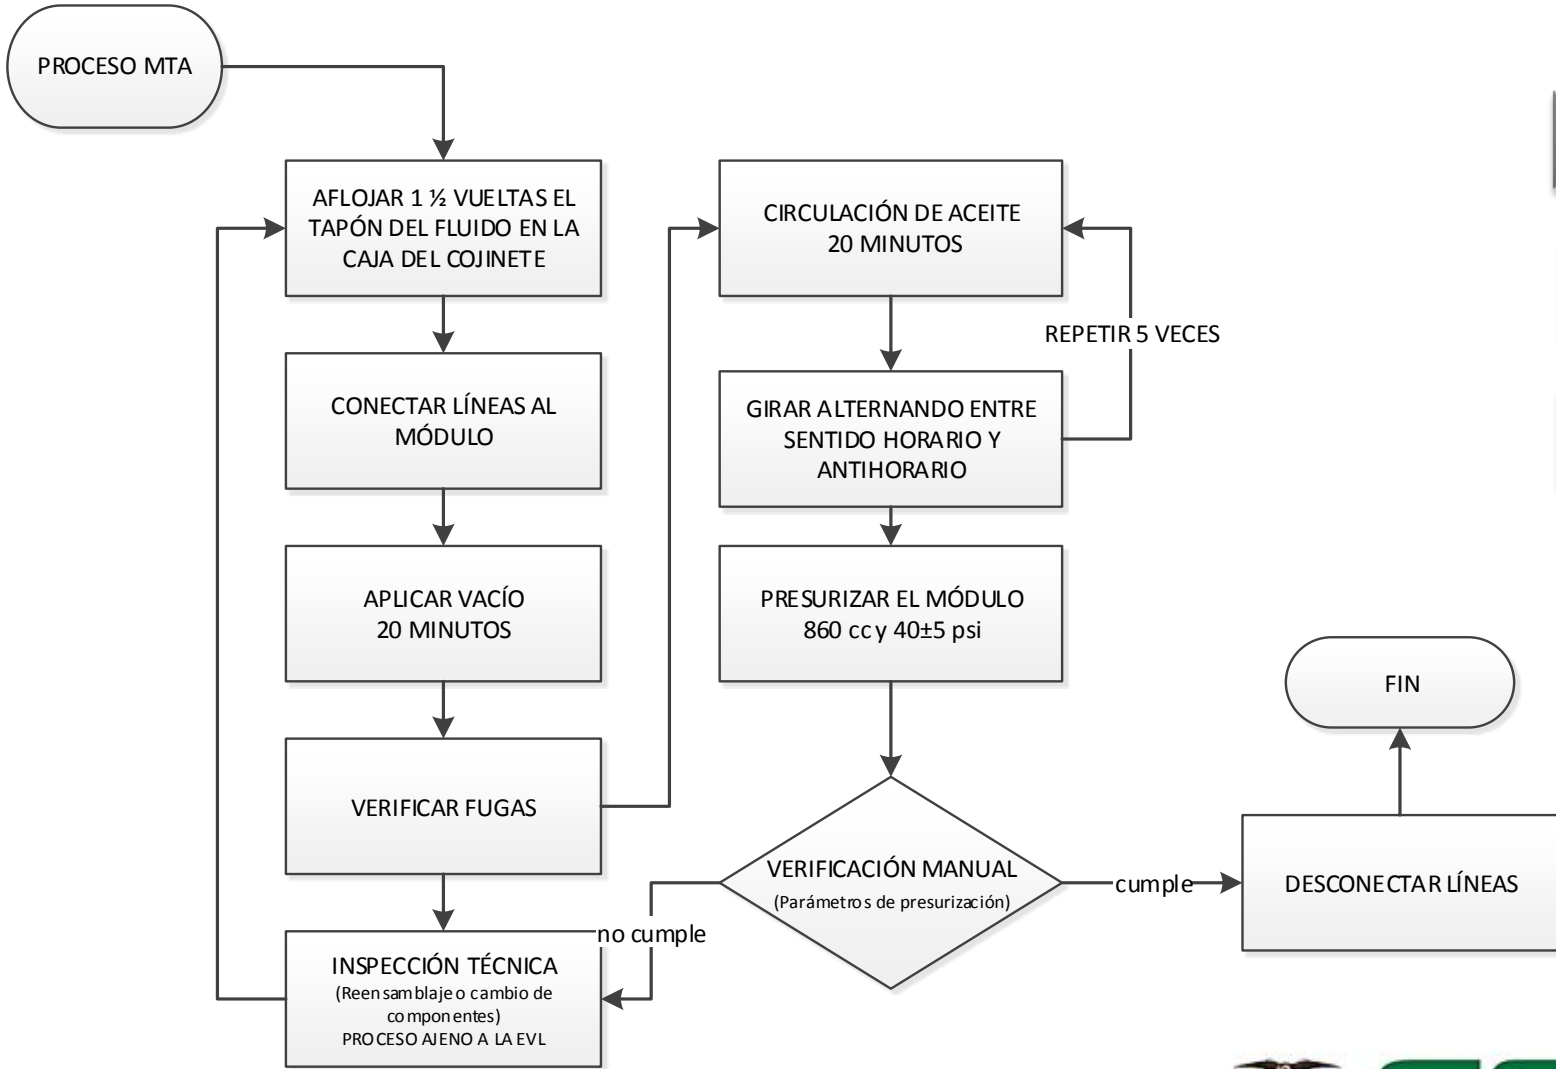 PROCESO MTA
AFLOJAR 1 ½ VUELTAS EL
TAPÓN DEL FLUIDO EN LA
CAJA DEL COJINETE
CONECTAR LÍNEAS AL
MÓDULO
APLICAR VACÍO
20 MINUTOS
VERIFICAR FUGAS
INSPECCIÓN TÉCNICA
(Reensamblaje o cambio de
componentes)
PROCESO AJENO A LA EVL
CIRCULACIÓN DE ACEITE
20 MINUTOS
REPETIR 5 VECES
GIRAR ALTERNANDO ENTRE
SENTIDO HORARIO Y
ANTIHORARIO
PRESURIZAR EL MÓDULO
860 cc y 40±5 psi
VERIFICACIÓN MANUAL
(Parámetros de presurización)
no cumple
cumple
DESCONECTAR LÍNEAS
FIN